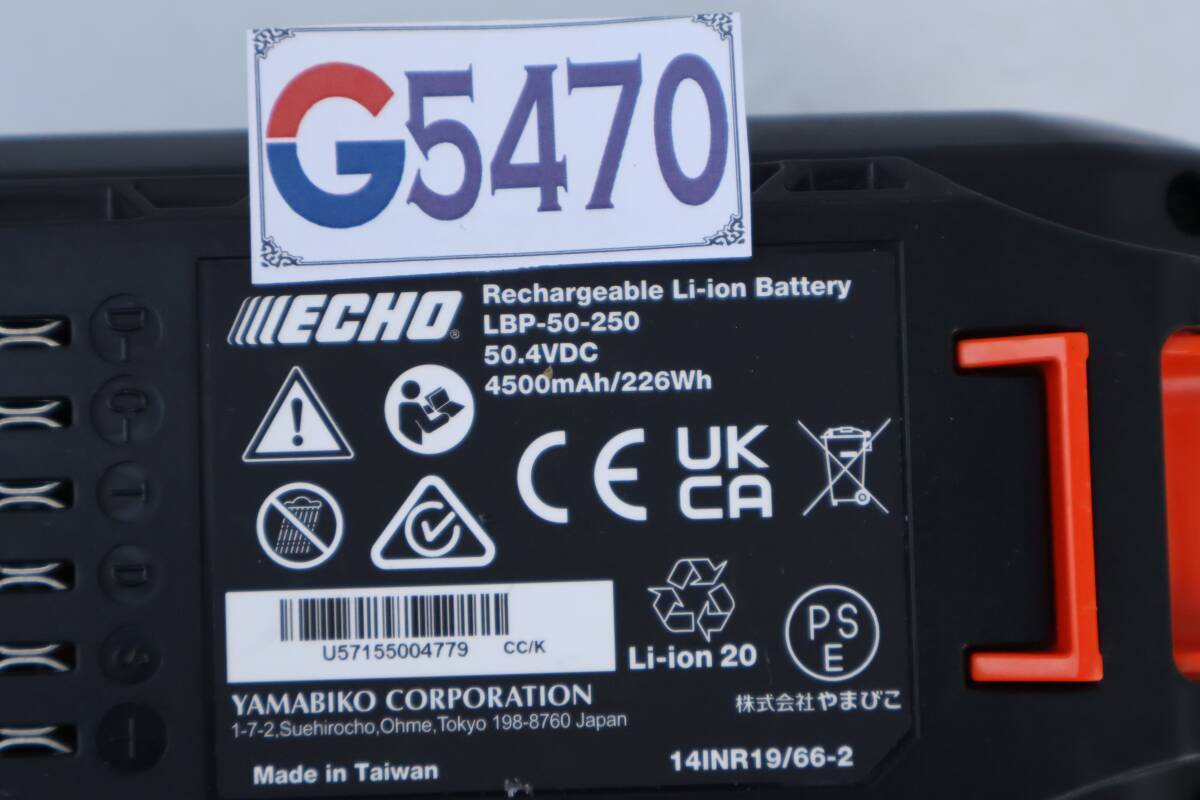 G5470
ECHO
Rechargeable Li-ion Battery
LBP-50-250
50.4VDC
4500mAh/226Wh
CE
UK
CA
U57155004779 CC/K
Li-ion 20
PS
E
YAMABIKO CORPORATION
1-7-2,Suehirocho,Ohme,Tokyo 198-8760 Japan
株式会社やまびこ
Made in Taiwan
14INR19/66-2
D
C
T
D